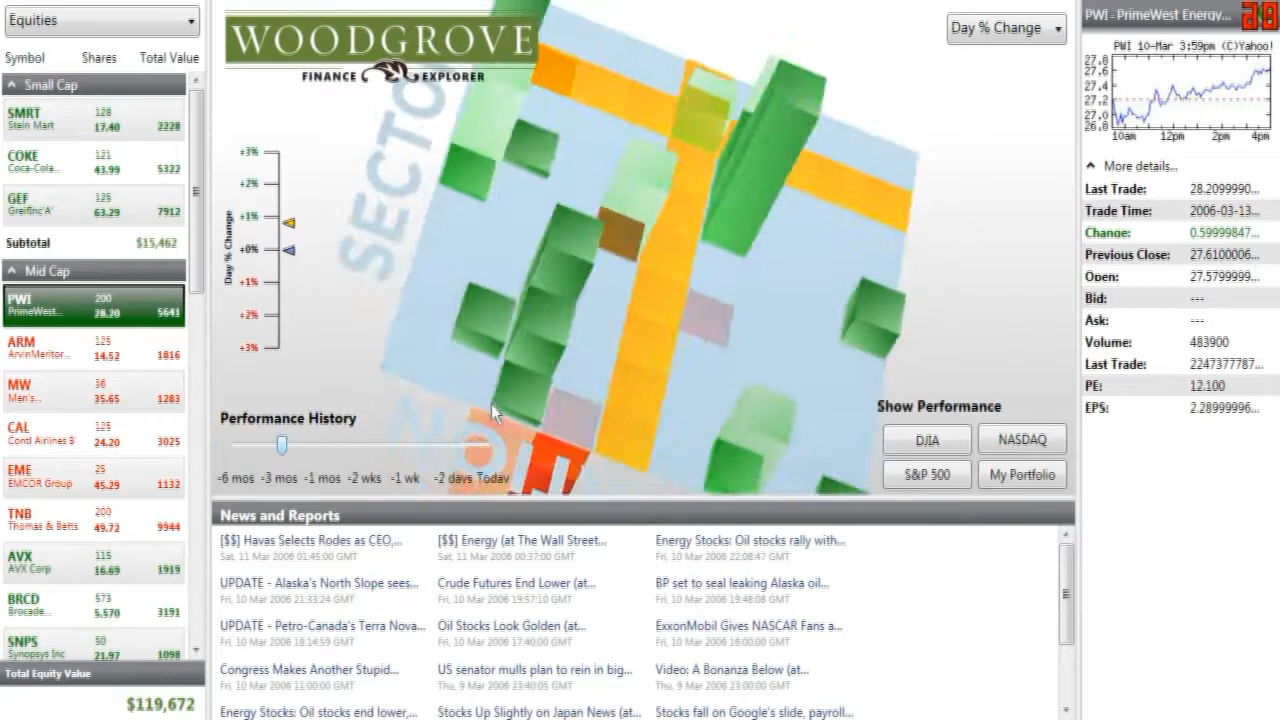 Equities
Symbol Shares Total Value
Small Cap
SMRT 128
Stein Mart 17.40 2228
COKE 121
Coca-Cola... 43.99 5322
GEF 125
GreifInc'A' 63.29 7912
Subtotal $15,462
Mid Cap
PWI 200
PrimeWest... 28.20 5641
ARM 125
ArvinMeritor... 14.52 1816
MW 36
Men's... 35.65 1283
CAL 125
Contl Airlines'B' 24.20 3025
EME 25
EMCOR Group 45.29 1132
TNB 200
Thomas & Betts 49.72 9944
AVX 115
AVX Corp 16.69 1919
BRCD 573
Brocade... 5.570 3191
SNPS 50
Synopsys Inc 21.97 1098
Total Equity Value
$119,672
WOODGROVE
FINANCE EXPLORER
Day % Change
SECTO
+3%
+2%
+1%
+0%
+1%
+2%
+3%
Day % Change
Performance History
-6 mos -3 mos -1 mos -2 wks -1 wk -2 days Today
Show Performance
DJIA NASDAQ
S&P 500 My Portfolio
News and Reports
[$$] Havas Selects Rodes as CEO,... [$$] Energy (at The Wall Street... Energy Stocks: Oil stocks rally with...
Sat, 11 Mar 2006 01:45:00 GMT Sat, 11 Mar 2006 00:37:00 GMT Fri, 10 Mar 2006 22:08:47 GMT
UPDATE - Alaska's North Slope sees... Crude Futures End Lower (at... BP set to seal leaking Alaska oil...
Fri, 10 Mar 2006 21:33:24 GMT Fri, 10 Mar 2006 19:57:10 GMT Fri, 10 Mar 2006 19:48:08 GMT
UPDATE - Petro-Canada's Terra Nova... Oil Stocks Look Golden (at... ExxonMobil Gives NASCAR Fans a...
Fri, 10 Mar 2006 18:14:59 GMT Fri, 10 Mar 2006 17:40:00 GMT Fri, 10 Mar 2006 16:00:00 GMT
Congress Makes Another Stupid... US senator mulls plan to rein in big... Video: A Bonanza Below (at...
Fri, 10 Mar 2006 11:00:00 GMT Thu, 9 Mar 2006 23:40:05 GMT Thu, 9 Mar 2006 23:00:00 GMT
Energy Stocks: Oil stocks end lower,... Stocks Up Slightly on Japan News (at... Stocks fall on Google's slide, payroll...
PWI - PrimeWest Energy... 29
PWI 10-Mar 3:59pm (C)Yahoo!
27.8
27.6
27.4
27.2
27.0
26.8
10am 12pm 2pm 4pm
More details...
Last Trade: 28.2099990...
Trade Time: 2006-03-13...
Change: 0.59999847...
Previous Close: 27.6100006...
Open: 27.5799999...
Bid: ---
Ask: ---
Volume: 483900
Last Trade: 2247377787...
PE: 12.100
EPS: 2.28999996...